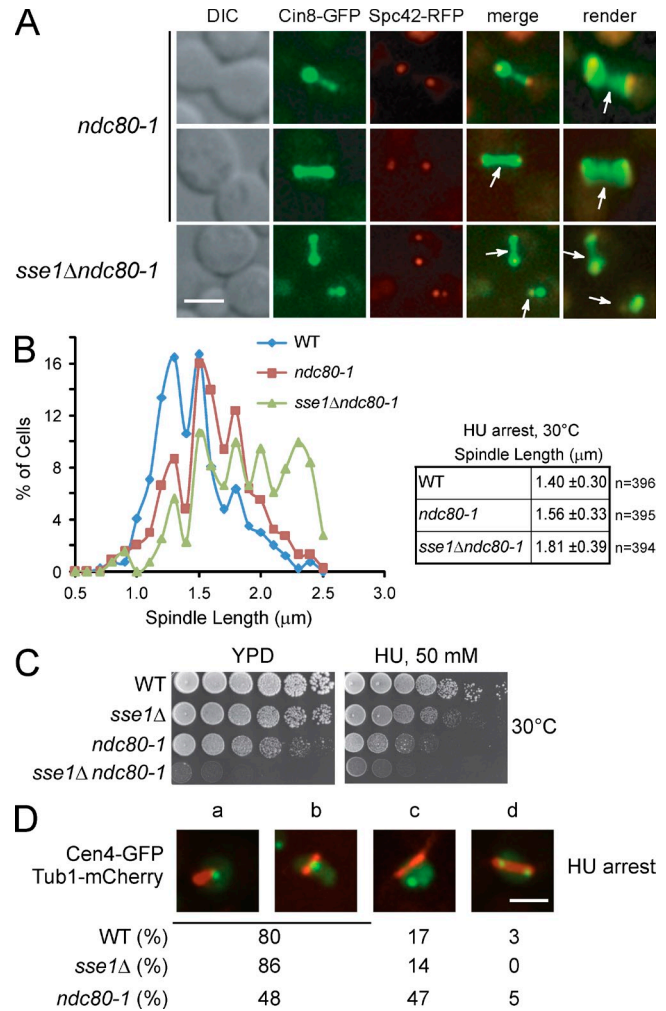 A
DIC Cin8-GFP Spc42-RFP merge render
ndc80-1
sse1Δndc80-1
B
WT
ndc80-1
sse1Δndc80-1
% of Cells
16
12
8
4
0
0.5 1.0 1.5 2.0 2.5 3.0
Spindle Length (μm)
HU arrest, 30°C
Spindle Length (μm)
WT 1.40 ±0.30 n=396
ndc80-1 1.56 ±0.33 n=395
sse1Δndc80-1 1.81 ±0.39 n=394
C
YPD HU, 50 mM
WT
sse1Δ
ndc80-1
sse1Δ ndc80-1
30°C
D
a b c d
Cen4-GFP
Tub1-mCherry
HU arrest
WT (%) 80 17 3
sse1Δ (%) 86 14 0
ndc80-1 (%) 48 47 5